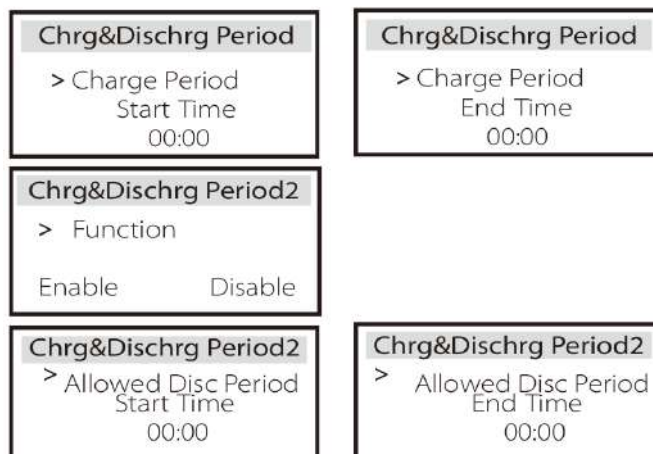 Chrg&Dischrg Period
> Charge Period
Start Time
00:00
Chrg&Dischrg Period
> Charge Period
End Time
00:00
Chrg&Dischrg Period2
> Function
Enable Disable
Chrg&Dischrg Period2
> Allowed Disc Period
Start Time
00:00
Chrg&Dischrg Period2
> Allowed Disc Period
End Time
00:00